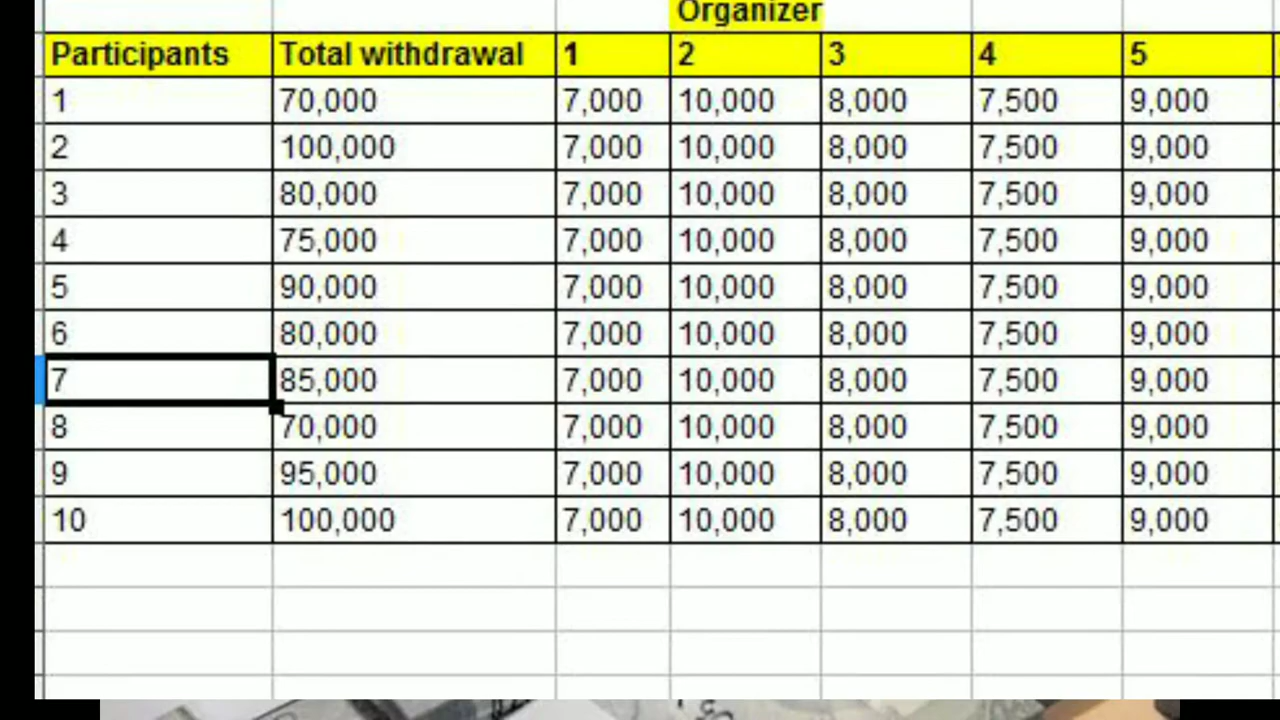 Organizer
Participants Total withdrawal 1 2 3 4 5
1 70,000 7,000 10,000 8,000 7,500 9,000
2 100,000 7,000 10,000 8,000 7,500 9,000
3 80,000 7,000 10,000 8,000 7,500 9,000
4 75,000 7,000 10,000 8,000 7,500 9,000
5 90,000 7,000 10,000 8,000 7,500 9,000
6 80,000 7,000 10,000 8,000 7,500 9,000
7 85,000 7,000 10,000 8,000 7,500 9,000
8 70,000 7,000 10,000 8,000 7,500 9,000
9 95,000 7,000 10,000 8,000 7,500 9,000
10 100,000 7,000 10,000 8,000 7,500 9,000